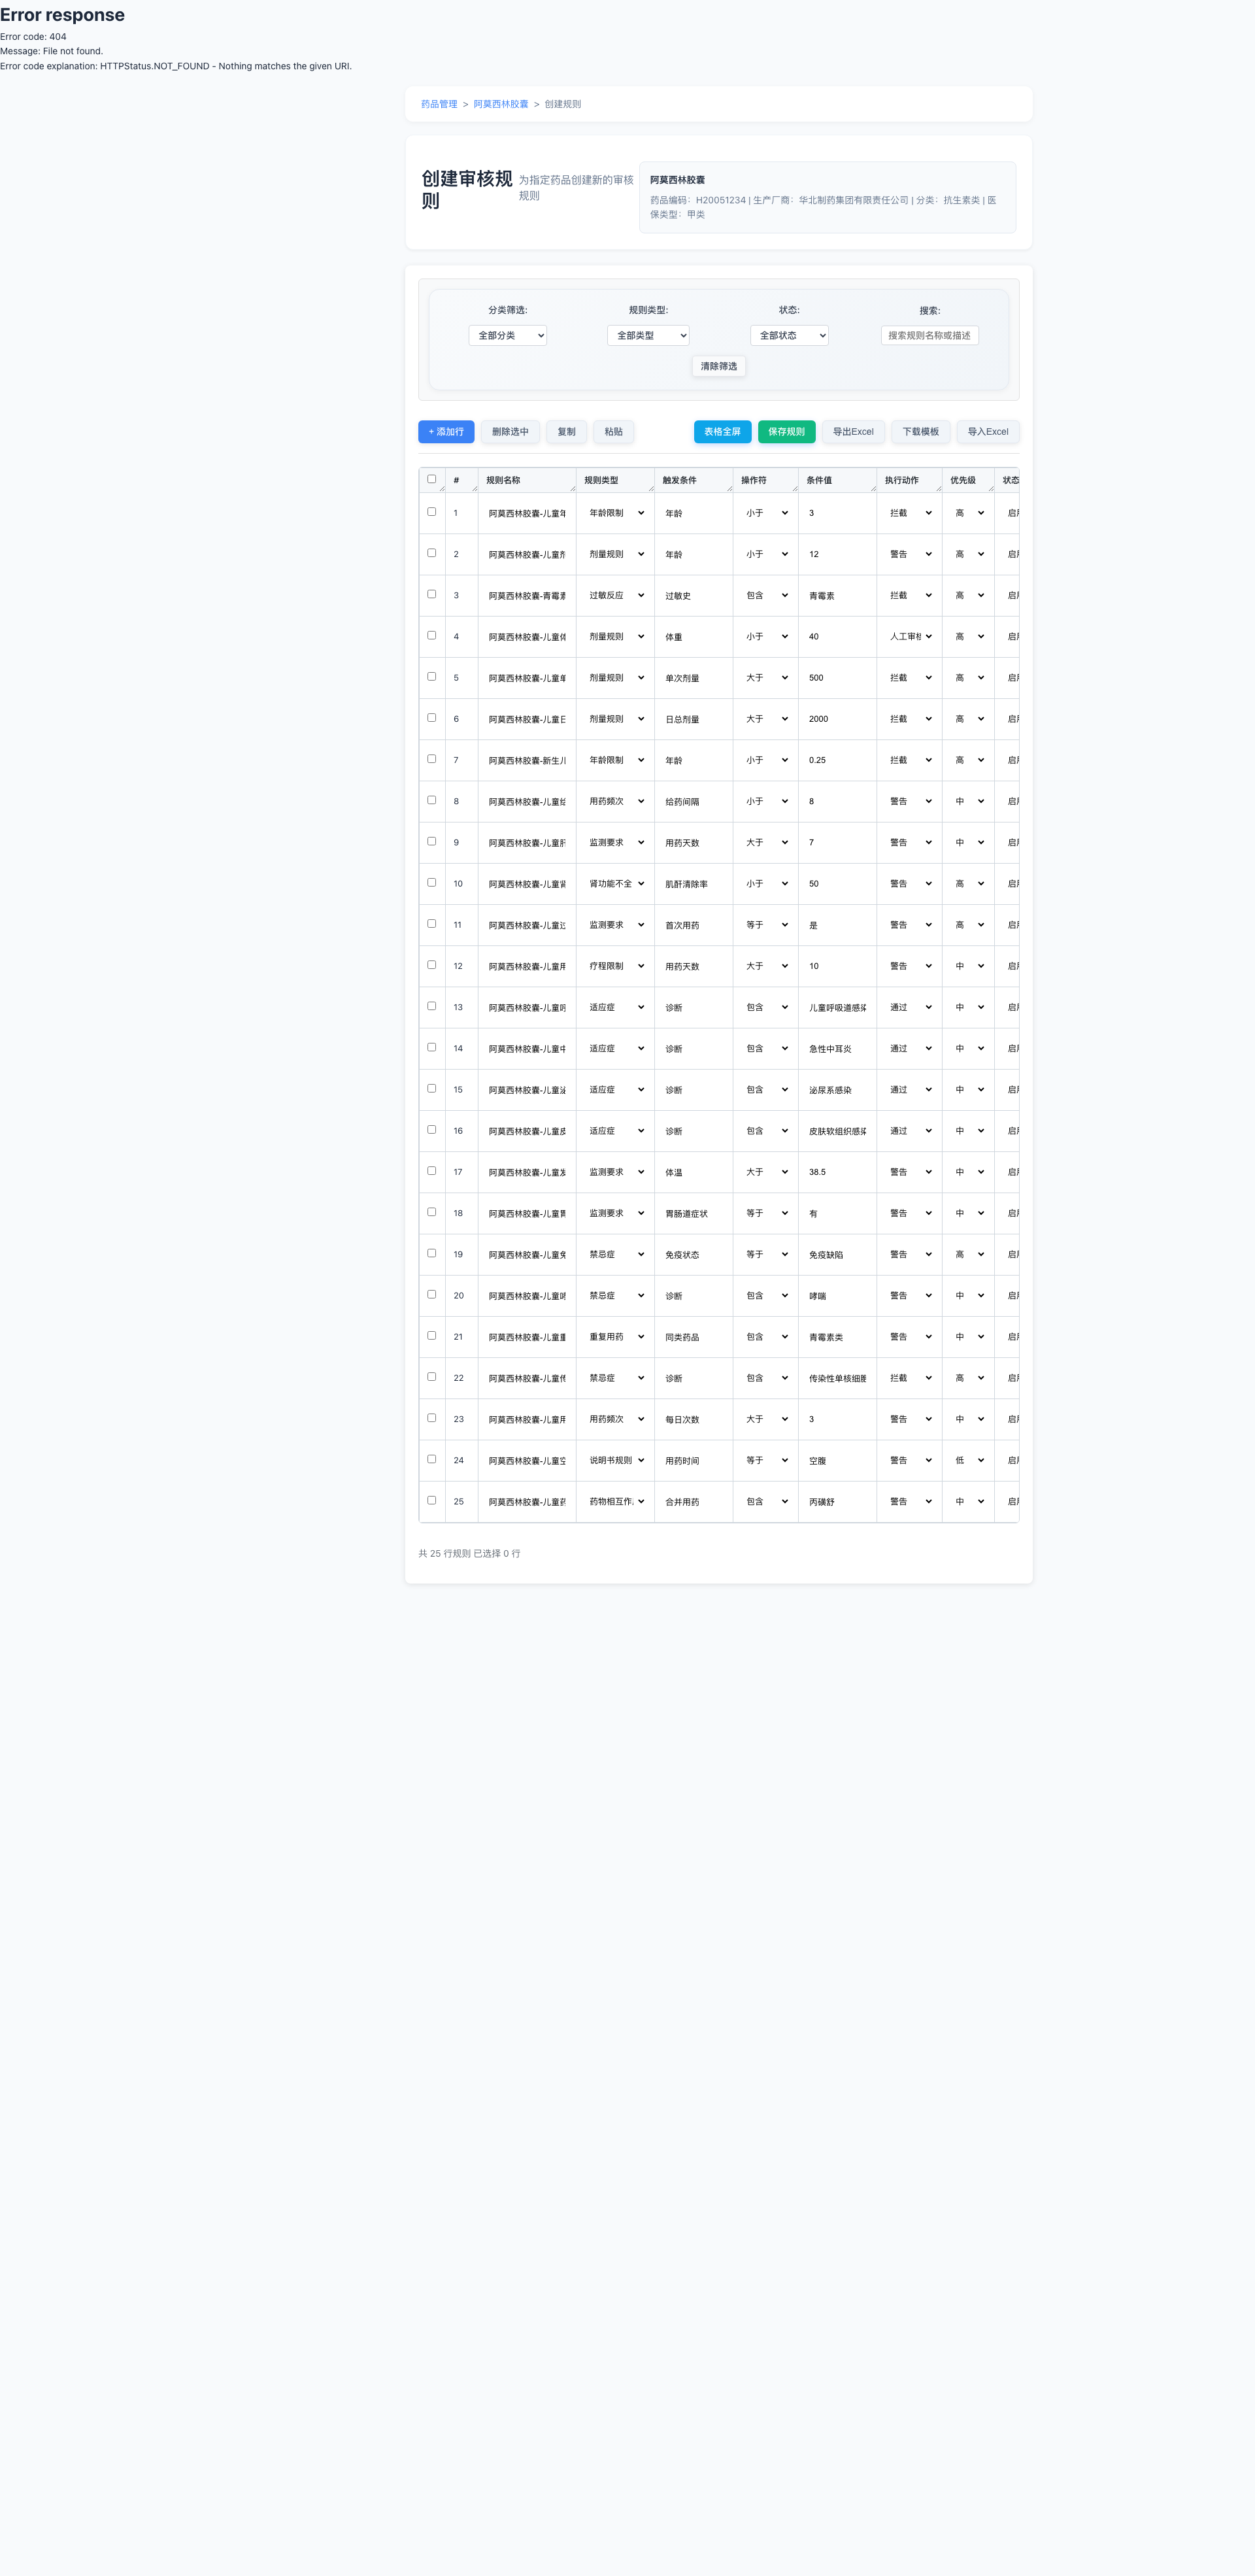 Error response
Error code: 404
Message: File not found.
Error code explanation: HTTPStatus.NOT_FOUND - Nothing matches the given URI.
药品管理 > 阿莫西林胶囊 > 创建规则
创建审核规
则
为指定药品创建新的审核
规则
阿莫西林胶囊
药品编码：H20051234 | 生产厂商：华北制药集团有限责任公司 | 分类：抗生素类 | 医
保类型：甲类
分类筛选: 规则类型: 状态: 搜索:
全部分类 全部类型 全部状态 搜索规则名称或描述
清除筛选
+ 添加行 删除选中 复制 粘贴 表格全屏 保存规则 导出Excel 下载模板 导入Excel
# 规则名称 规则类型 触发条件 操作符 条件值 执行动作 优先级 状态
1 阿莫西林胶囊-儿童年 年龄限制 年龄 小于 3 拦截 高 启
2 阿莫西林胶囊-儿童 剂量规则 年龄 小于 12 警告 高 启
3 阿莫西林胶囊-青霉素 过敏反应 过敏史 包含 青霉素 拦截 高 启
4 阿莫西林胶囊-儿童体 剂量规则 体重 小于 40 人工审核 高 启
5 阿莫西林胶囊-儿童单 剂量规则 单次剂量 大于 500 拦截 高 启
6 阿莫西林胶囊-儿童日 剂量规则 日总剂量 大于 2000 拦截 高 启
7 阿莫西林胶囊-新生儿 年龄限制 年龄 小于 0.25 拦截 高 启
8 阿莫西林胶囊-儿童给 用药频次 给药间隔 小于 8 警告 中 启
9 阿莫西林胶囊-儿童肝 监测要求 用药天数 大于 7 警告 中 启
10 阿莫西林胶囊-儿童肾 肾功能不全 肌酐清除率 小于 50 警告 高 启
11 阿莫西林胶囊-儿童过 监测要求 首次用药 等于 是 警告 高 启
12 阿莫西林胶囊-儿童用 疗程限制 用药天数 大于 10 警告 中 启
13 阿莫西林胶囊-儿童呼 适应症 诊断 包含 儿童呼吸道感染 通过 中 启
14 阿莫西林胶囊-儿童中 适应症 诊断 包含 急性中耳炎 通过 中 启
15 阿莫西林胶囊-儿童泌 适应症 诊断 包含 泌尿系感染 通过 中 启
16 阿莫西林胶囊-儿童皮 适应症 诊断 包含 皮肤软组织感染 通过 中 启
17 阿莫西林胶囊-儿童发 监测要求 体温 大于 38.5 警告 中 启
18 阿莫西林胶囊-儿童胃 监测要求 胃肠道症状 等于 有 警告 中 启
19 阿莫西林胶囊-儿童免 禁忌症 免疫状态 等于 免疫缺陷 警告 高 启
20 阿莫西林胶囊-儿童哮 禁忌症 诊断 包含 哮喘 警告 中 启
21 阿莫西林胶囊-儿童重 重复用药 同类药品 包含 青霉素类 警告 中 启
22 阿莫西林胶囊-儿童传 禁忌症 诊断 包含 传染性单核细胞 拦截 高 启
23 阿莫西林胶囊-儿童用 用药频次 每日次数 大于 3 警告 中 启
24 阿莫西林胶囊-儿童空 说明书规则 用药时间 等于 空腹 警告 低 启
25 阿莫西林胶囊-儿童药 药物相互作 合并用药 包含 丙磺舒 警告 中 启
共 25 行规则 已选择 0 行